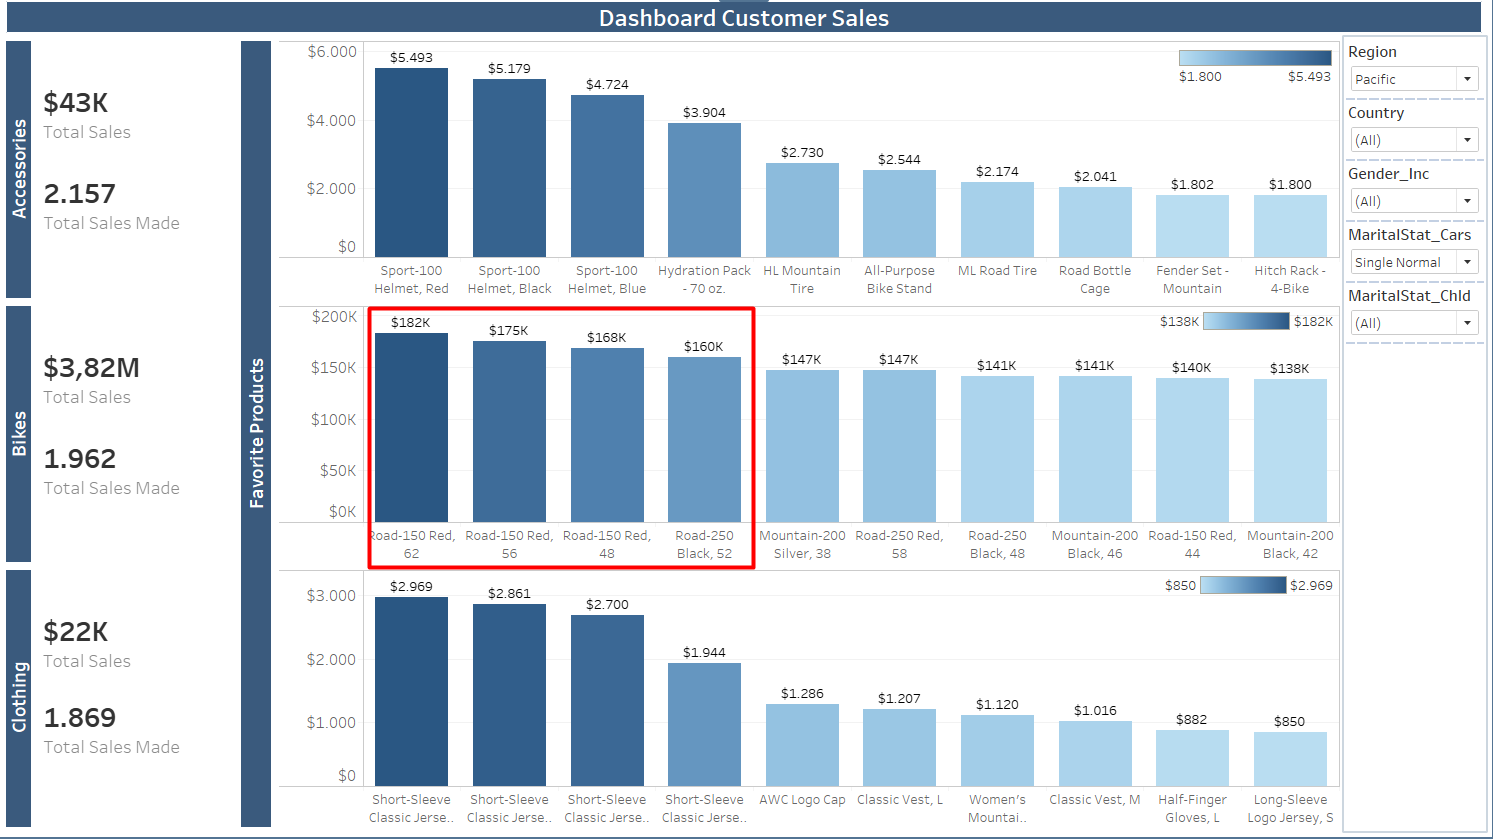 Dashboard Customer Sales
Accessories
$43K
Total Sales
2.157
Total Sales Made
Bikes
$3,82M
Total Sales
1.962
Total Sales Made
Clothing
$22K
Total Sales
1.869
Total Sales Made
Favorite Products
$6.000
$4.000
$2.000
$0
$5.493
$5.179
$4.724
$3.904
$2.730
$2.544
$2.174
$2.041
$1.802
$1.800
$1.800 $5.493
Sport-100
Helmet, Red
Sport-100
Helmet, Black
Sport-100
Helmet, Blue
Hydration Pack
- 70 oz.
HL Mountain
Tire
All-Purpose
Bike Stand
ML Road Tire
Road Bottle
Cage
Fender Set -
Mountain
Hitch Rack -
4-Bike
$200K
$150K
$100K
$50K
$0K
$182K
$175K
$168K
$160K
$147K
$147K
$141K
$141K
$140K
$138K
$138K $182K
Road-150 Red,
62
Road-150 Red,
56
Road-150 Red,
48
Road-250
Black, 52
Mountain-200
Silver, 38
Road-250 Red,
58
Road-250
Black, 48
Mountain-200
Black, 46
Road-150 Red,
44
Mountain-200
Black, 42
$3.000
$2.000
$1.000
$0
$2.969
$2.861
$2.700
$1.944
$1.286
$1.207
$1.120
$1.016
$882
$850
$850 $2.969
Short-Sleeve
Classic Jerse..
Short-Sleeve
Classic Jerse..
Short-Sleeve
Classic Jerse..
Short-Sleeve
Classic Jerse..
AWC Logo Cap
Classic Vest, L
Women's
Mountai..
Classic Vest, M
Half-Finger
Gloves, L
Long-Sleeve
Logo Jersey, S
Region
Pacific
Country
(All)
Gender_Inc
(All)
MaritalStat_Cars
Single Normal
MaritalStat_Chld
(All)